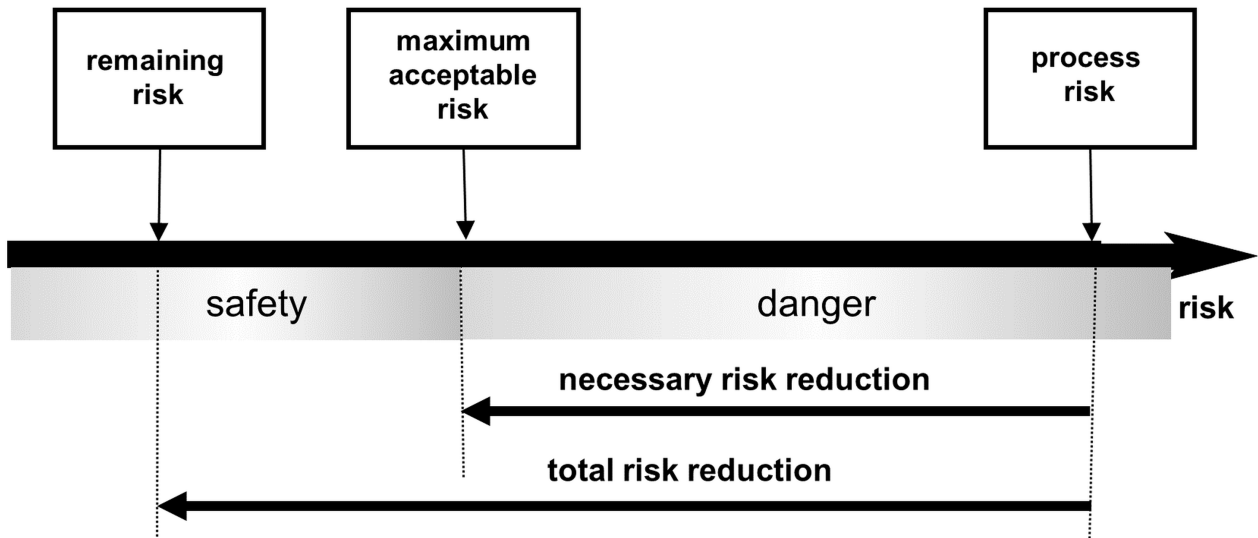 remaining
risk
maximum
acceptable
risk
process
risk
safety
danger
risk
necessary risk reduction
total risk reduction